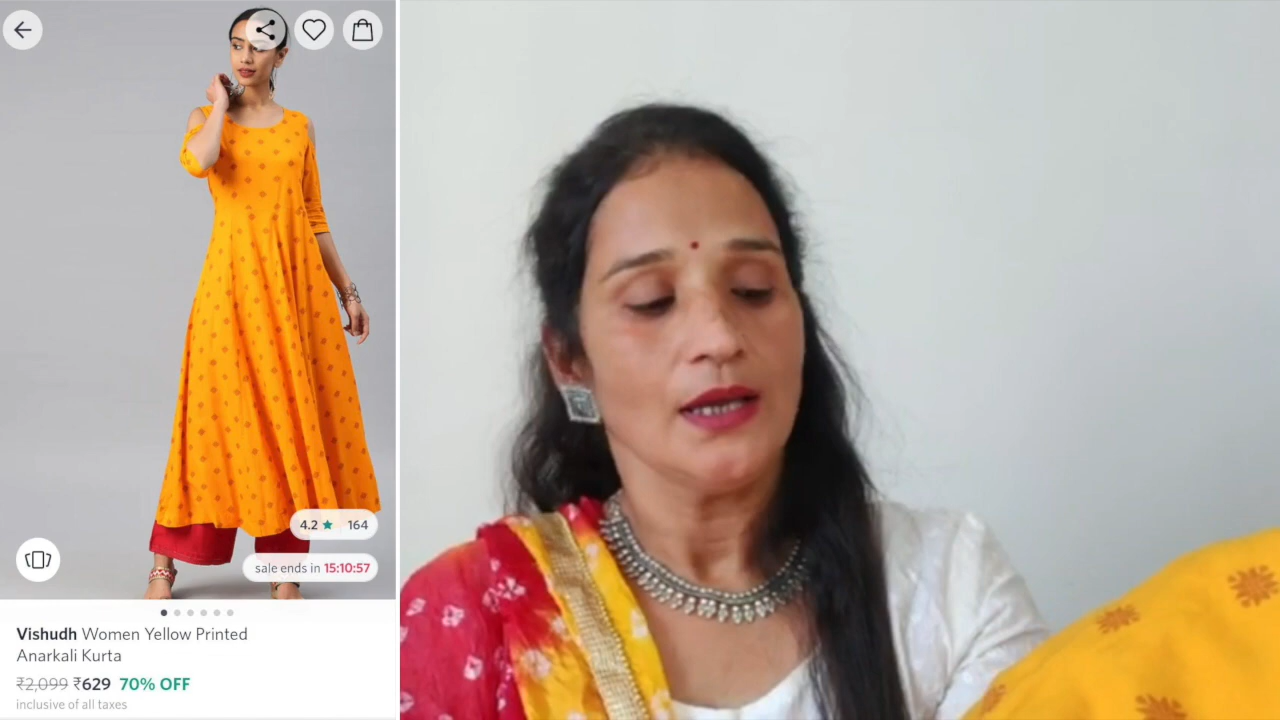 4.2 ★ 164
sale ends in 15:10:57
Vishudh Women Yellow Printed
Anarkali Kurta
₹2,099 ₹629 70% OFF
inclusive of all taxes